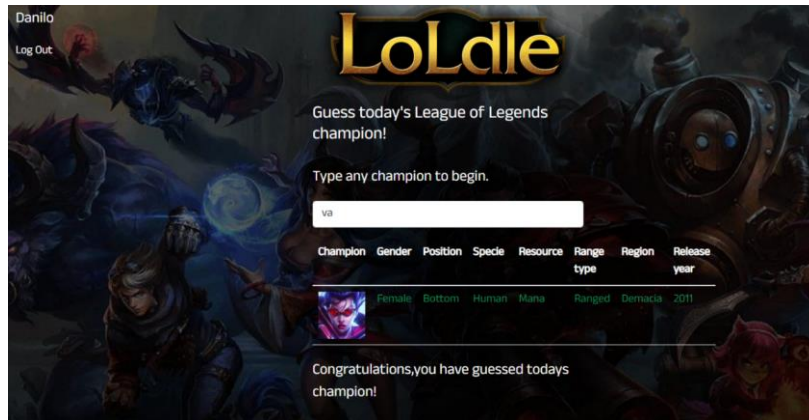 Danilo
Log Out
LoLdle
Guess today's League of Legends
champion!
Type any champion to begin.
va
Champion Gender Position Specie Resource Range type Region Release year
Female Bottom Human Mana Ranged Demacia 2011
Congratulations,you have guessed todays
champion!